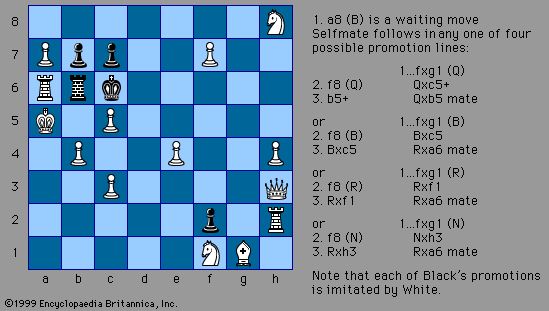 8
7
6
5
4
3
2
1
a b c d e f g h
©1999 Encyclopaedia Britannica, Inc.
1. a8 (B) is a waiting move
Selfmate follows in any one of four
possible promotion lines:
1...fxg1 (Q)
2. f8 (Q) Qxc5+
3. b5+ Qxb5 mate
or 1...fxg1 (B)
2. f8 (B) Bxc5
3. Bxc5 Rxa6 mate
or 1...fxg1 (R)
2. f8 (R) Rxf1
3. Rxf1 Rxa6 mate
or 1...fxg1 (N)
2. f8 (N) Nxh3
3. Rxh3 Rxa6 mate
Note that each of Black's promotions
is imitated by White.